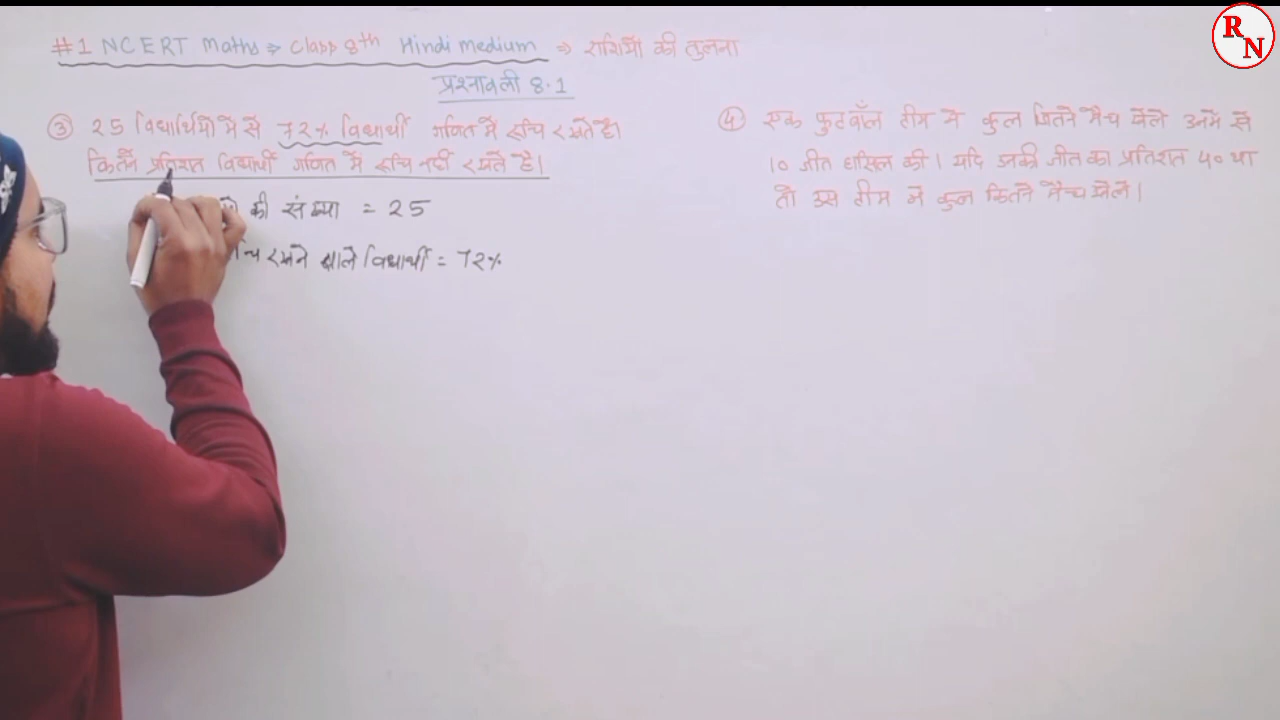 #1 NCERT Maths ⇒ Class 8th Hindi medium ⇒ राशियों की तुलना
प्रश्नावली 8.1
③ 25 विद्यार्थियों में से 72% विद्यार्थी गणित में रूचि रखते है।
कितने प्रतिशत विद्यार्थी गणित में रूचि नहीं रखते है।
की संख्या = 25
रखने वाले विद्यार्थी = 72%
④ एक फुटबॉल टीम ने कुल जितने मैच खेले उनमें से
10 जीत हासिल की। यदि उनकी जीत का प्रतिशत 40 था
तो उस टीम ने कुल कितने मैच खेले।
RN